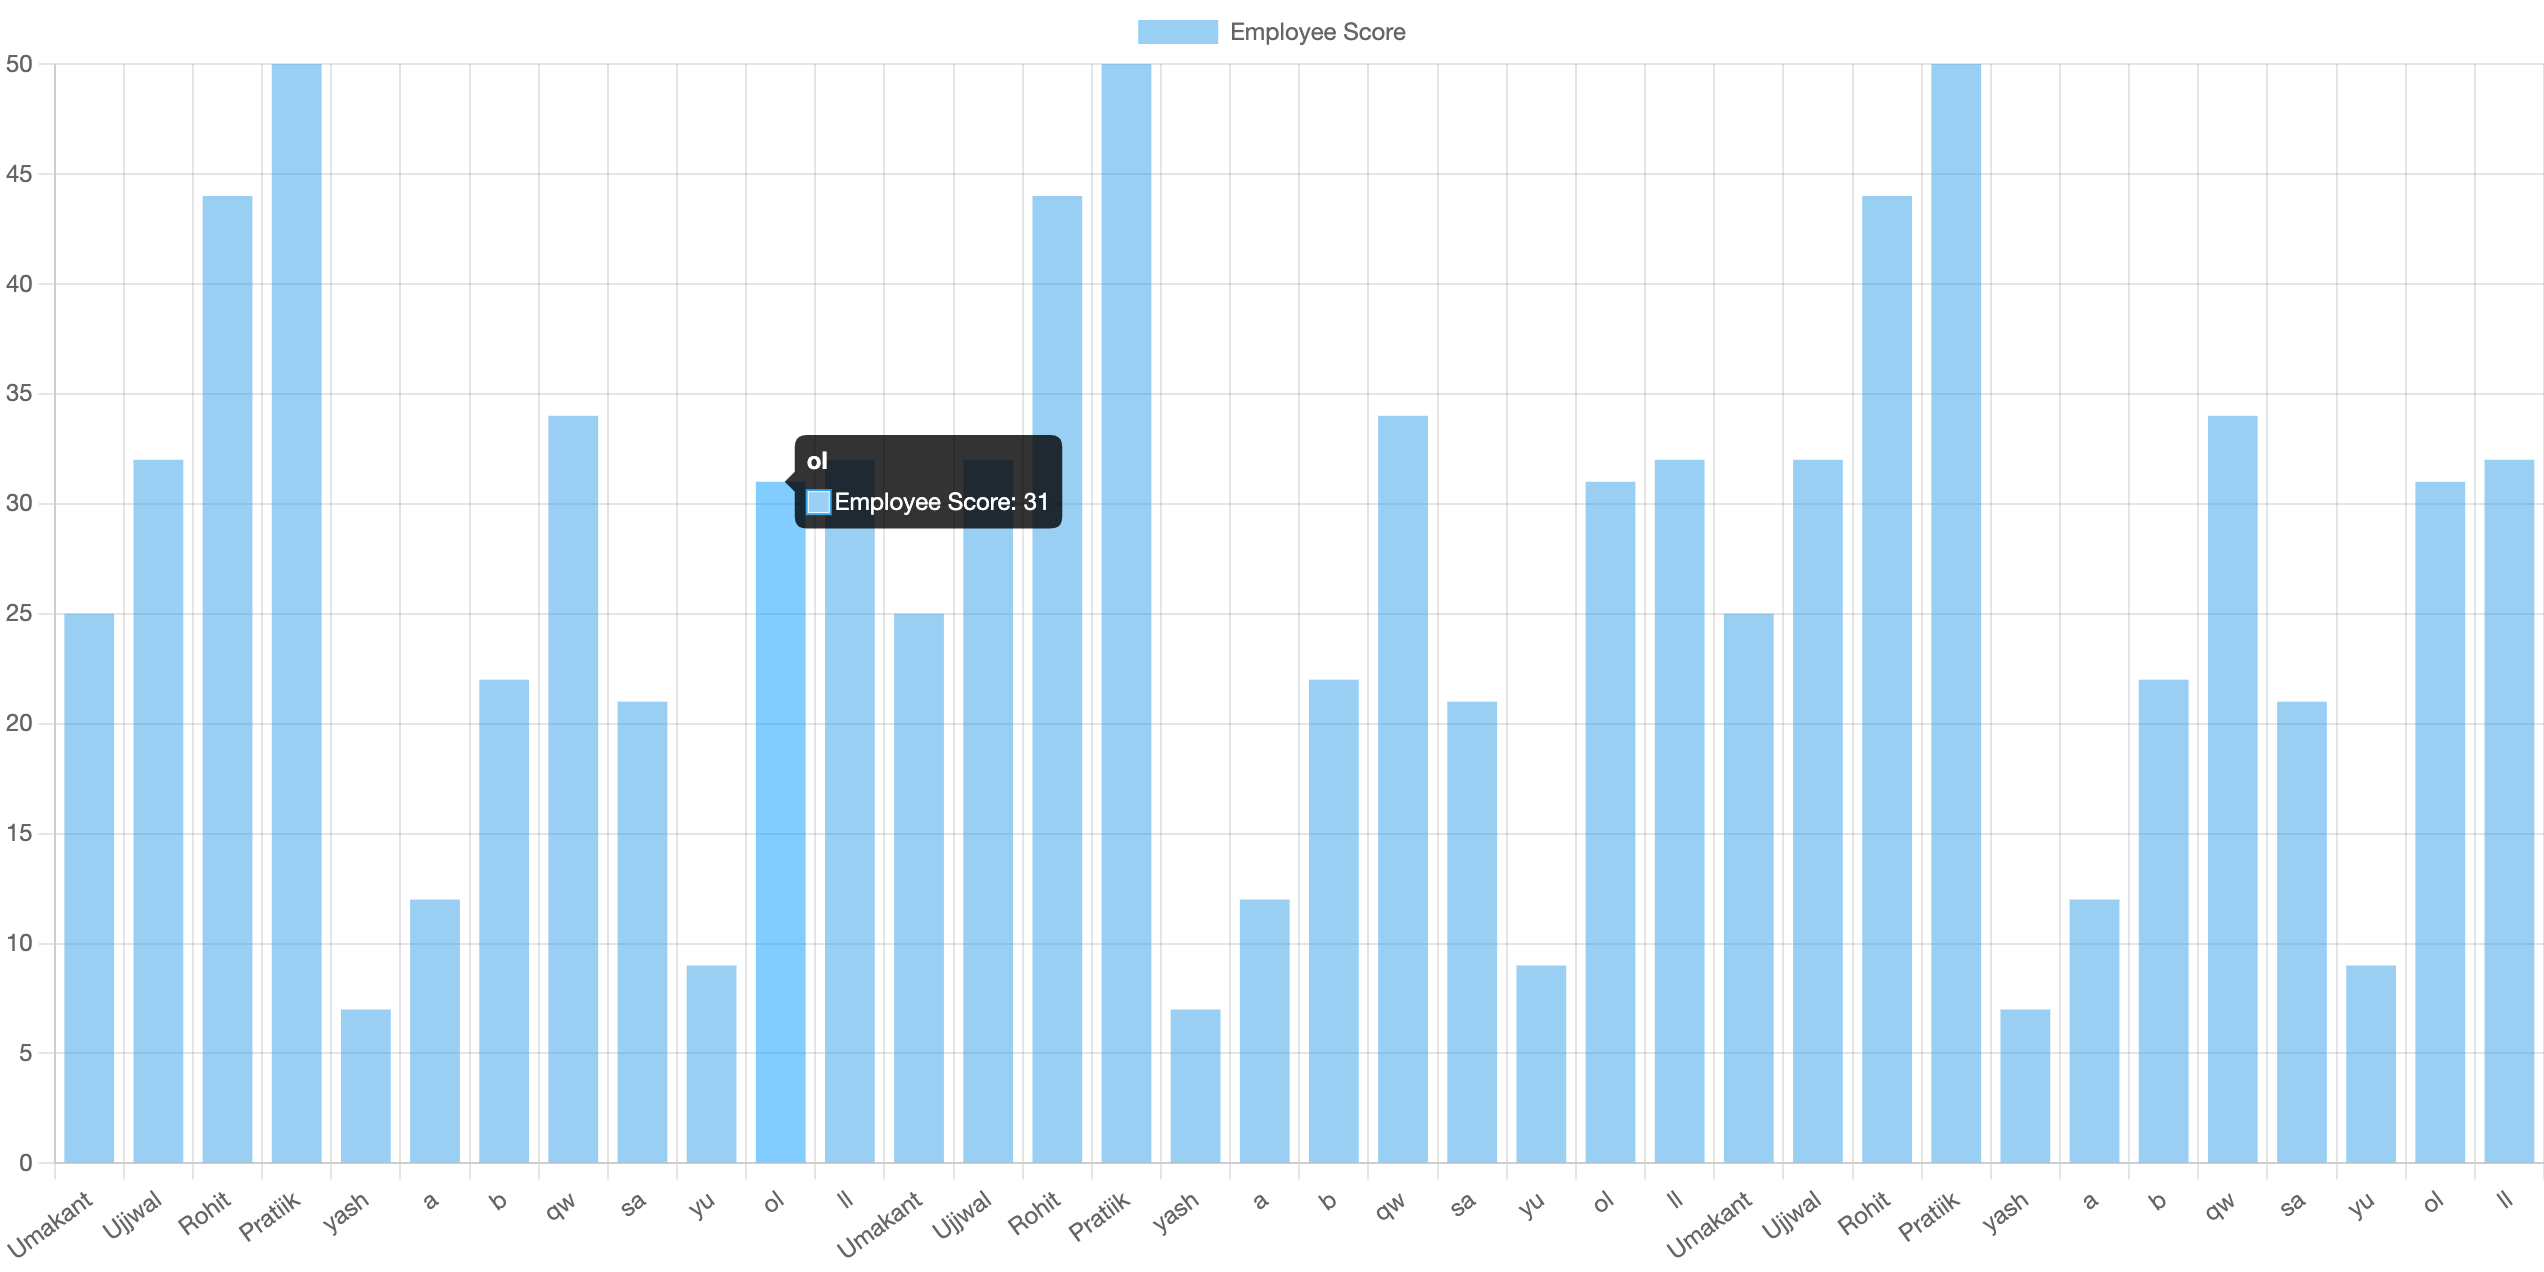 Employee Score
50
45
40
35
30
25
20
15
10
5
0
ol
Employee Score: 31
Umakant Ujjwal Rohit Pratiik yash a b qw sa yu ol ll Umakant Ujjwal Rohit Pratiik yash a b qw sa yu ol ll Umakant Ujjwal Rohit Pratiik yash a b qw sa yu ol ll